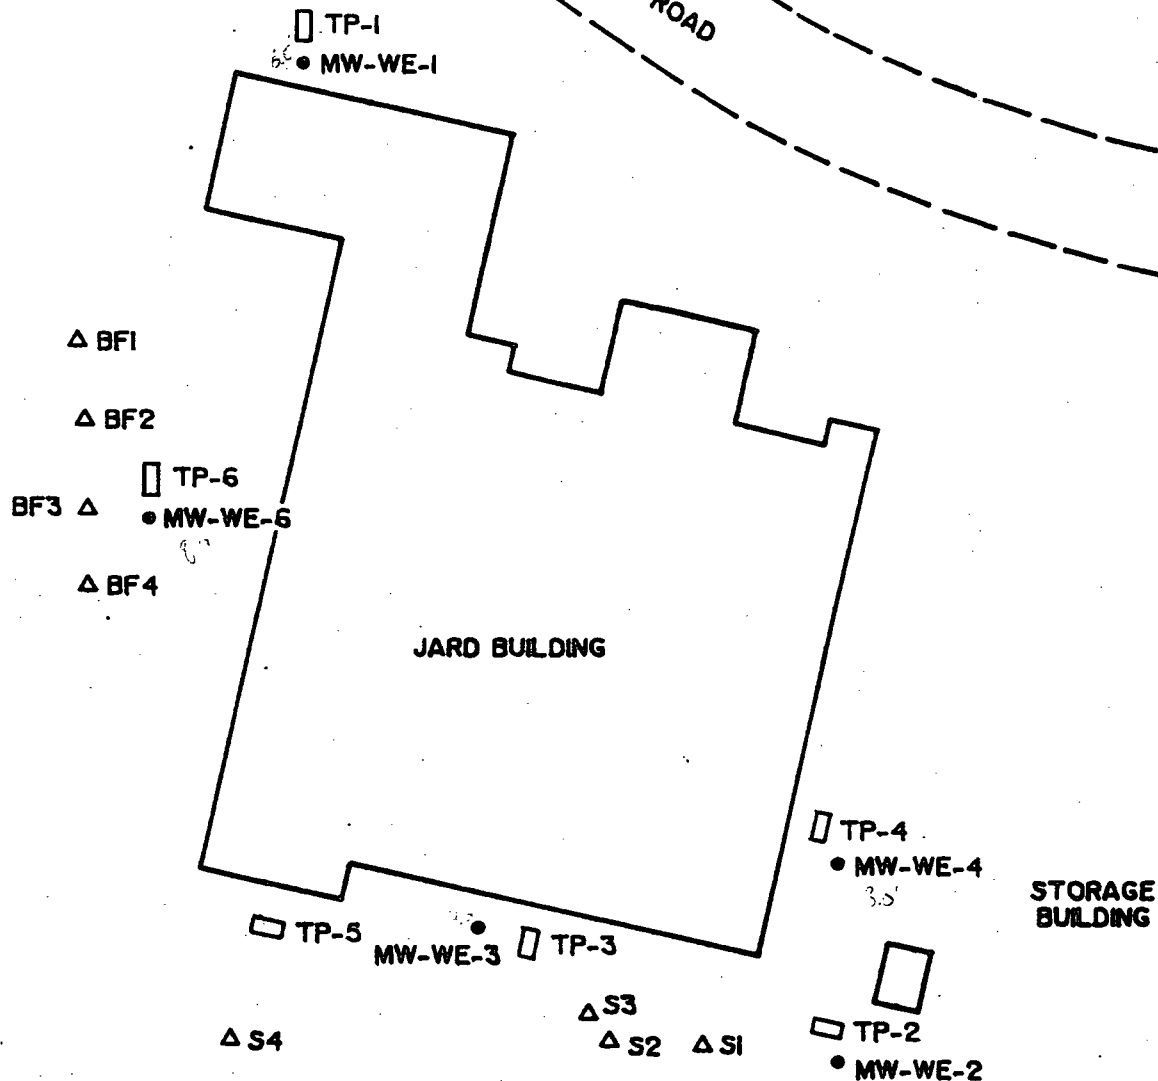 ROAD
TP-1
MW-WE-1
BF1
BF2
TP-6
BF3
MW-WE-6
BF4
JARD BUILDING
TP-4
MW-WE-4
3.0'
STORAGE
BUILDING
TP-5
TP-3
MW-WE-3
S3
S4
S2
S1
TP-2
MW-WE-2